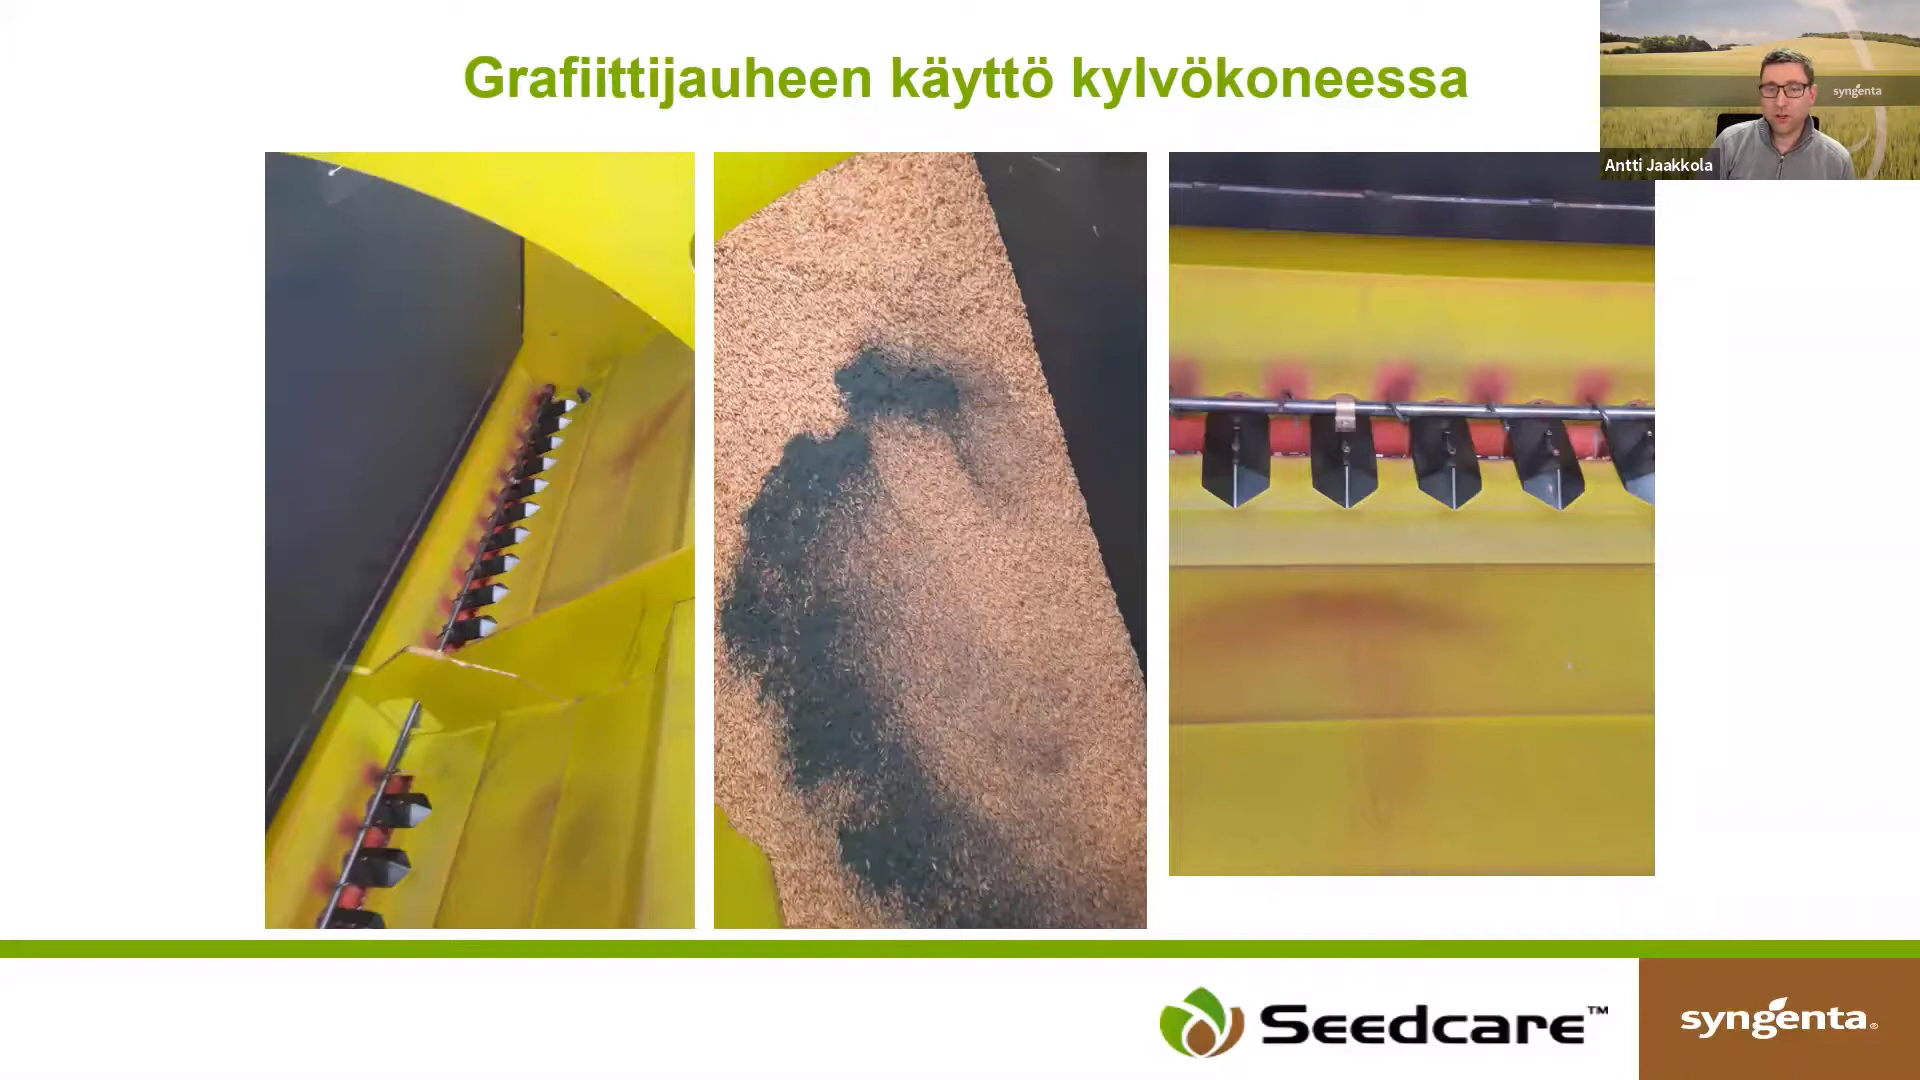 Grafiittijauheen käyttö kylvökoneessa
syngenta
Antti Jaakkola
Seedcare™
syngenta®